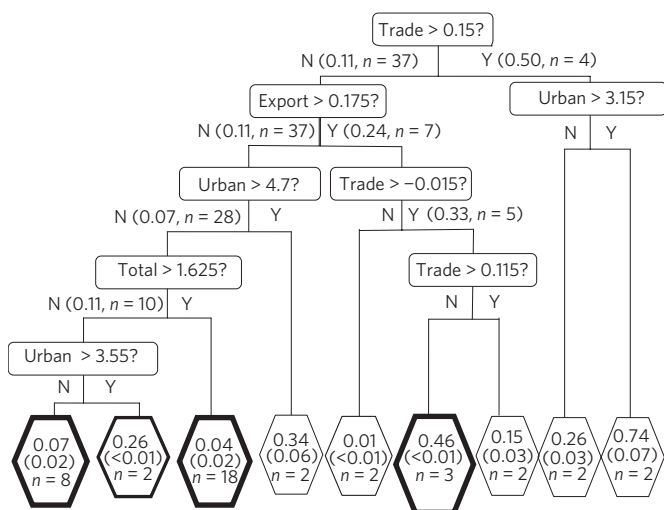 Trade > 0.15?
N (0.11, n = 37) Y (0.50, n = 4)
Export > 0.175? Urban > 3.15?
N (0.11, n = 37) Y (0.24, n = 7) N Y
Urban > 4.7? Trade > −0.015?
N (0.07, n = 28) Y N Y (0.33, n = 5)
Total > 1.625? Trade > 0.115?
N (0.11, n = 10) Y N Y
Urban > 3.55?
N Y
0.07 0.26 0.04 0.34 0.01 0.46 0.15 0.26 0.74
(0.02) (<0.01) (0.02) (0.06) (<0.01) (<0.01) (0.03) (0.03) (0.07)
n = 8 n = 2 n = 18 n = 2 n = 2 n = 3 n = 2 n = 2 n = 2